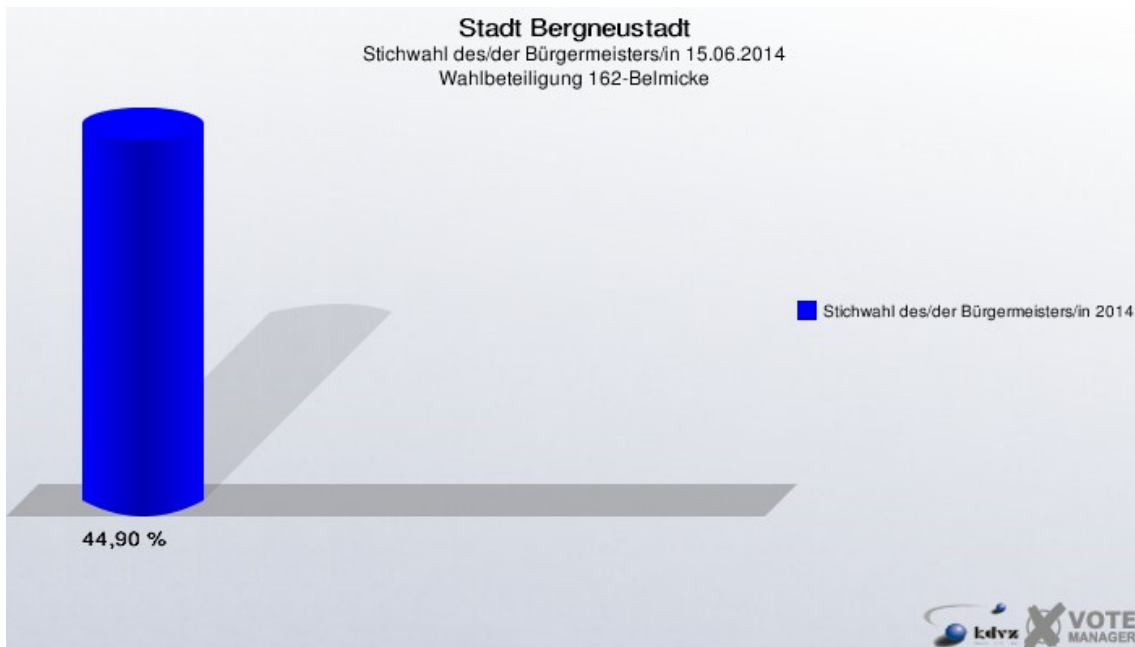 Stadt Bergneustadt
Stichwahl des/der Bürgermeisters/in 15.06.2014
Wahlbeteiligung 162-Belmicke
Stichwahl des/der Bürgermeisters/in 2014
44,90 %
kdvz
VOTE
MANAGER